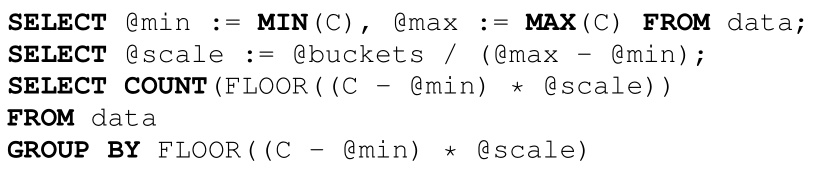 SELECT @min := MIN(C), @max := MAX(C) FROM data;
SELECT @scale := @buckets / (@max - @min);
SELECT COUNT(FLOOR((C - @min) * @scale))
FROM data
GROUP BY FLOOR((C - @min) * @scale)